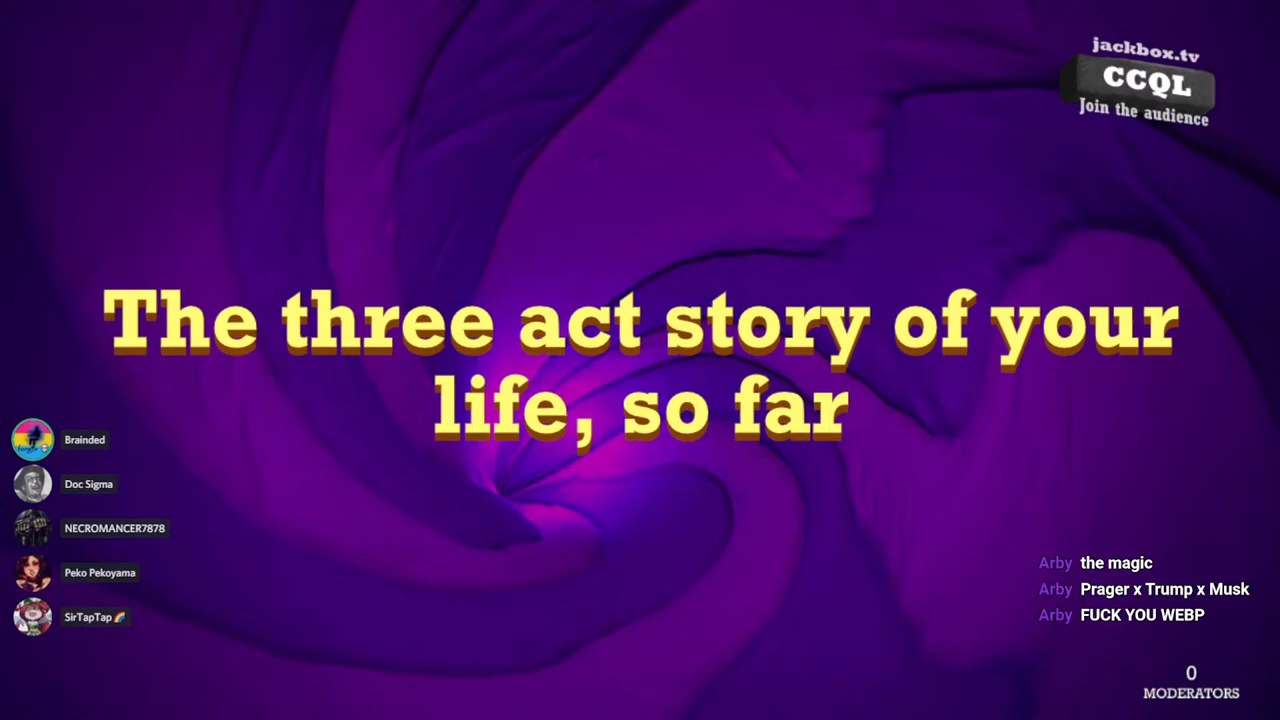 jackbox.tv
CCQL
Join the audience
The three act story of your
life, so far
Brainded
Doc Sigma
NECROMANCER7878
Peko Pekoyama
SirTapTap🌈
Arby the magic
Arby Prager x Trump x Musk
Arby FUCK YOU WEBP
0
MODERATORS